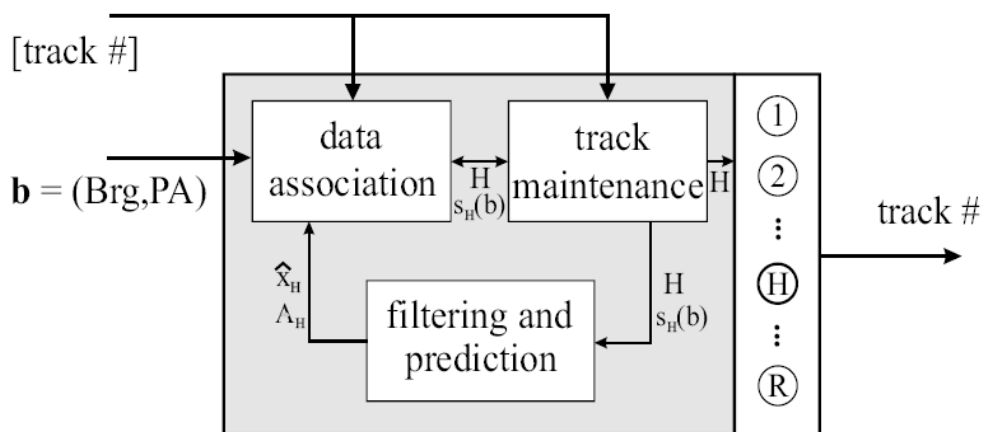 [track #]
b = (Brg,PA)
data
association
H
s_H(b)
track
maintenance
H
x̂_H
Λ_H
filtering and
prediction
H
s_H(b)
1
2
⋮
H
⋮
R
track #